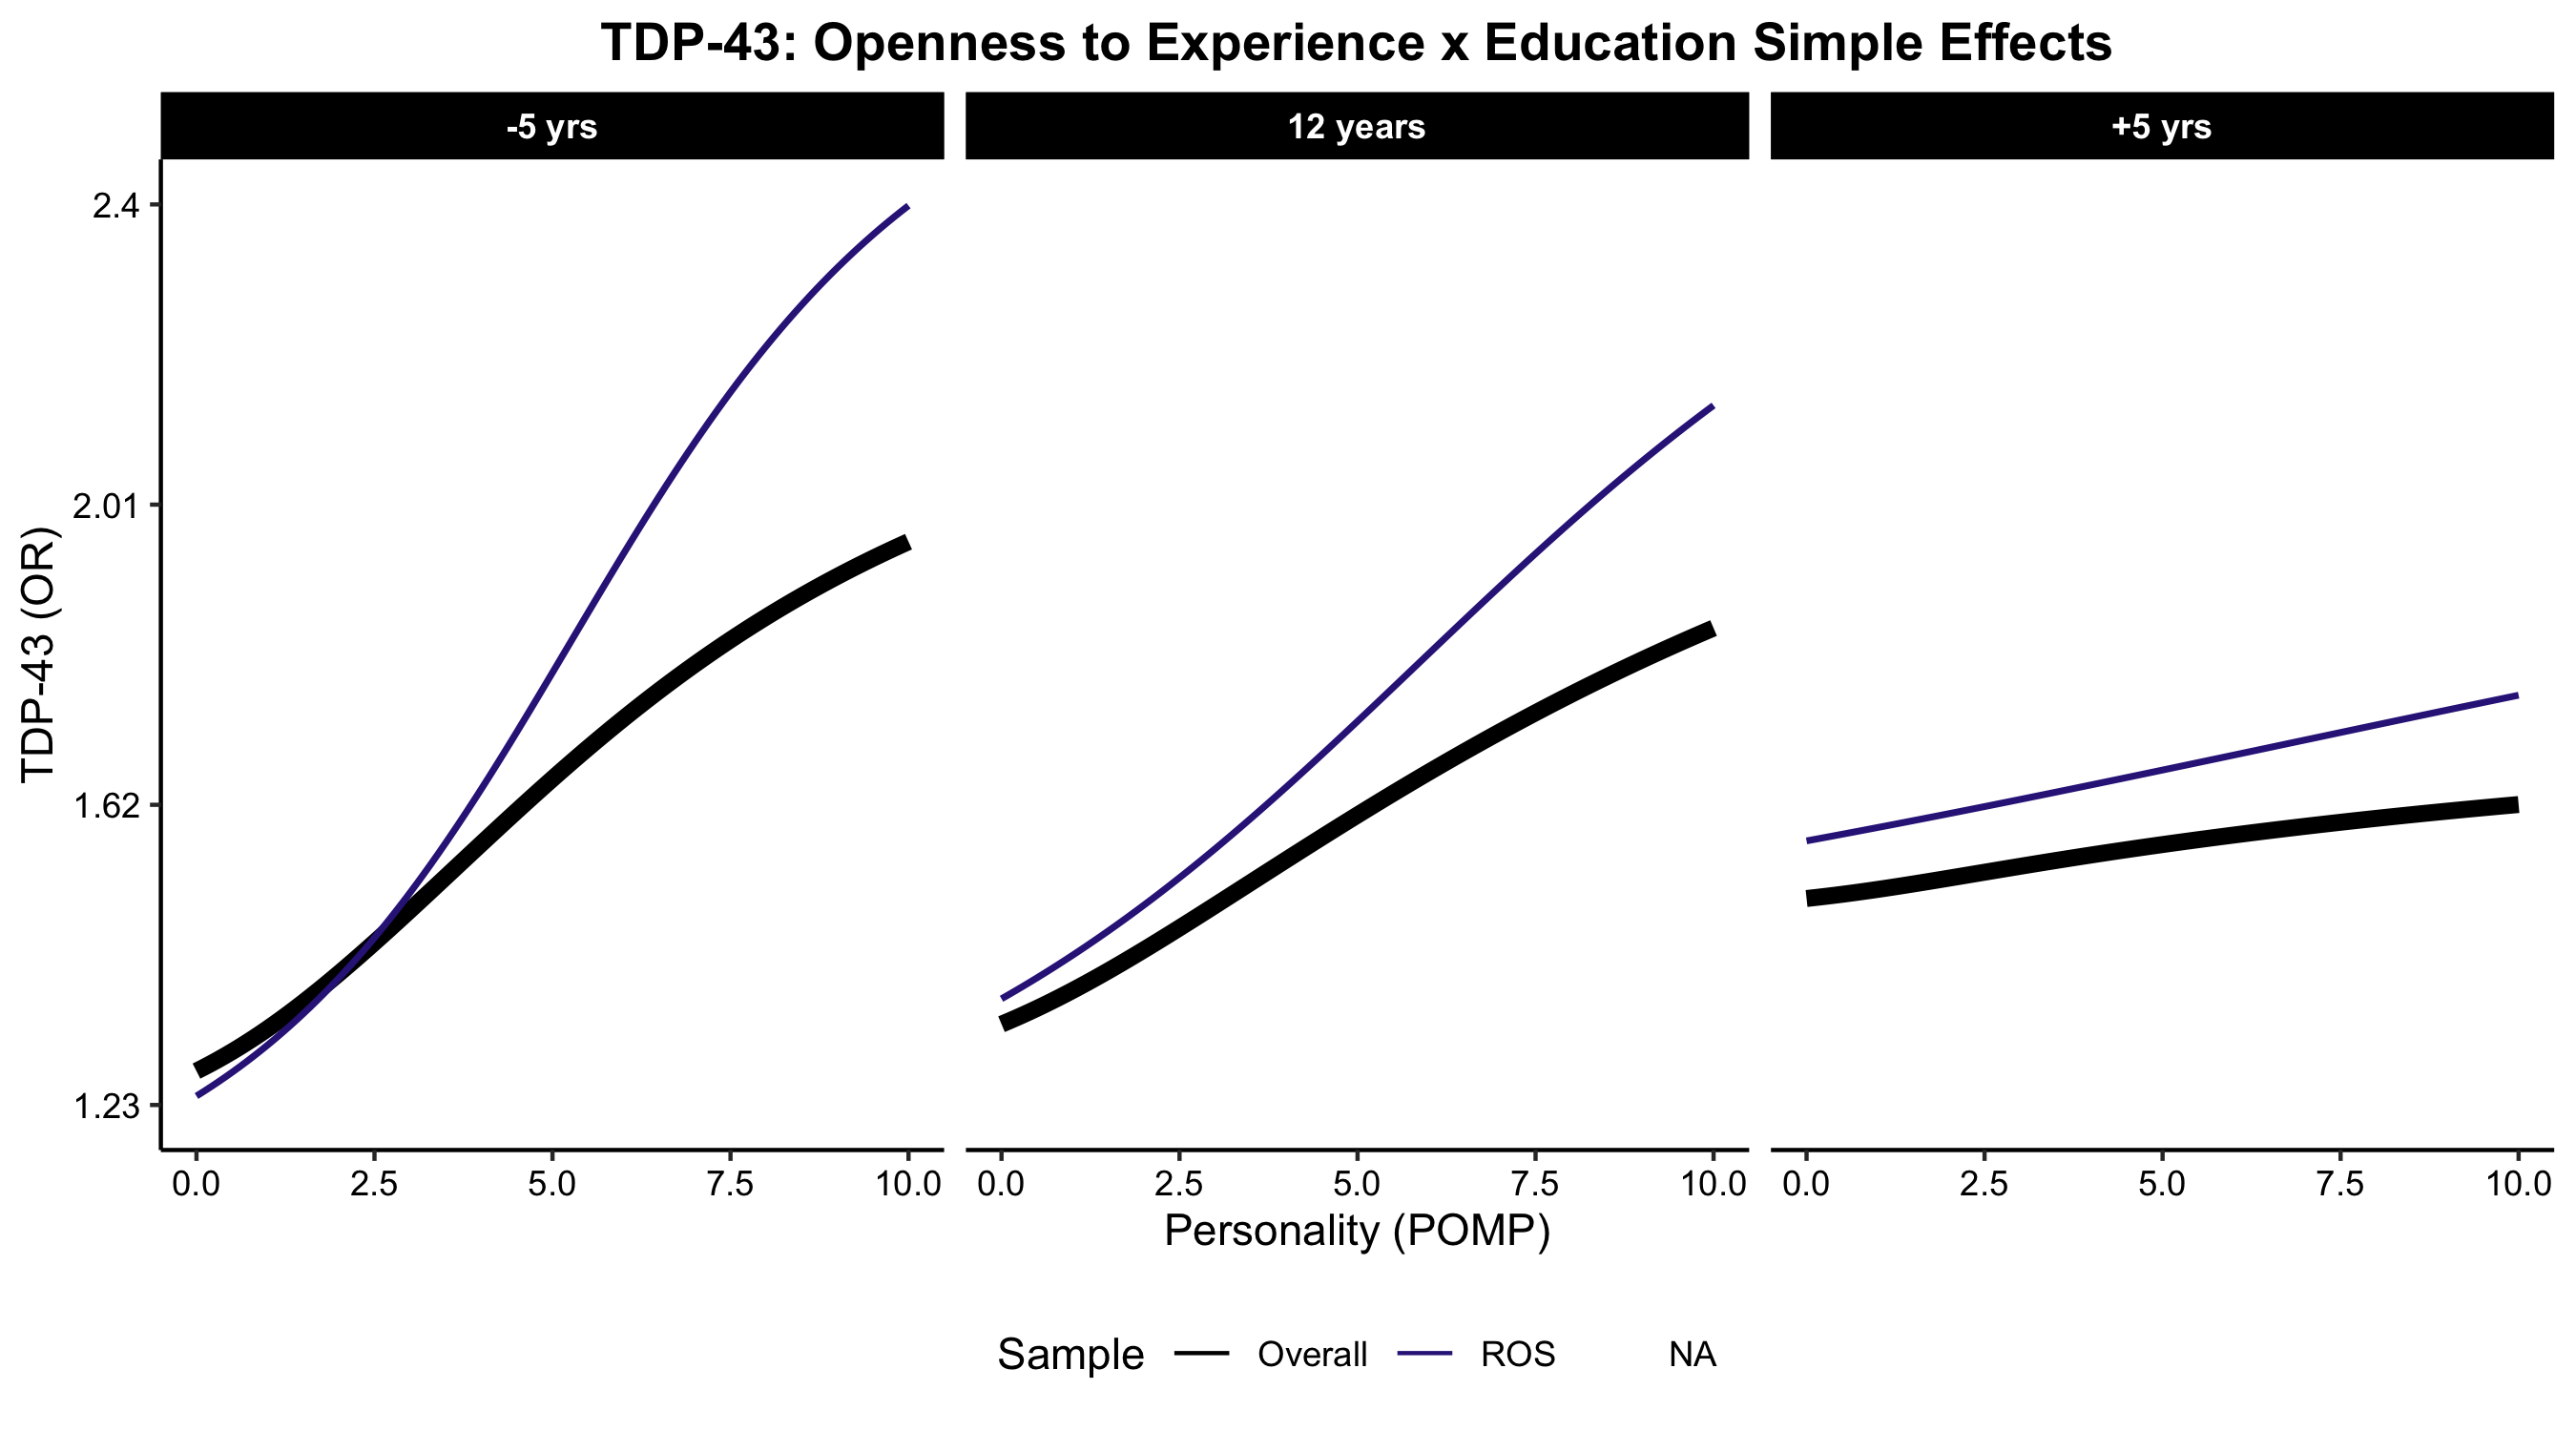 TDP-43: Openness to Experience x Education Simple Effects
-5 yrs 12 years +5 yrs
2.4
2.01
1.62
1.23
TDP-43 (OR)
0.0 2.5 5.0 7.5 10.0 0.0 2.5 5.0 7.5 10.0 0.0 2.5 5.0 7.5 10.0
Personality (POMP)
Sample Overall ROS NA